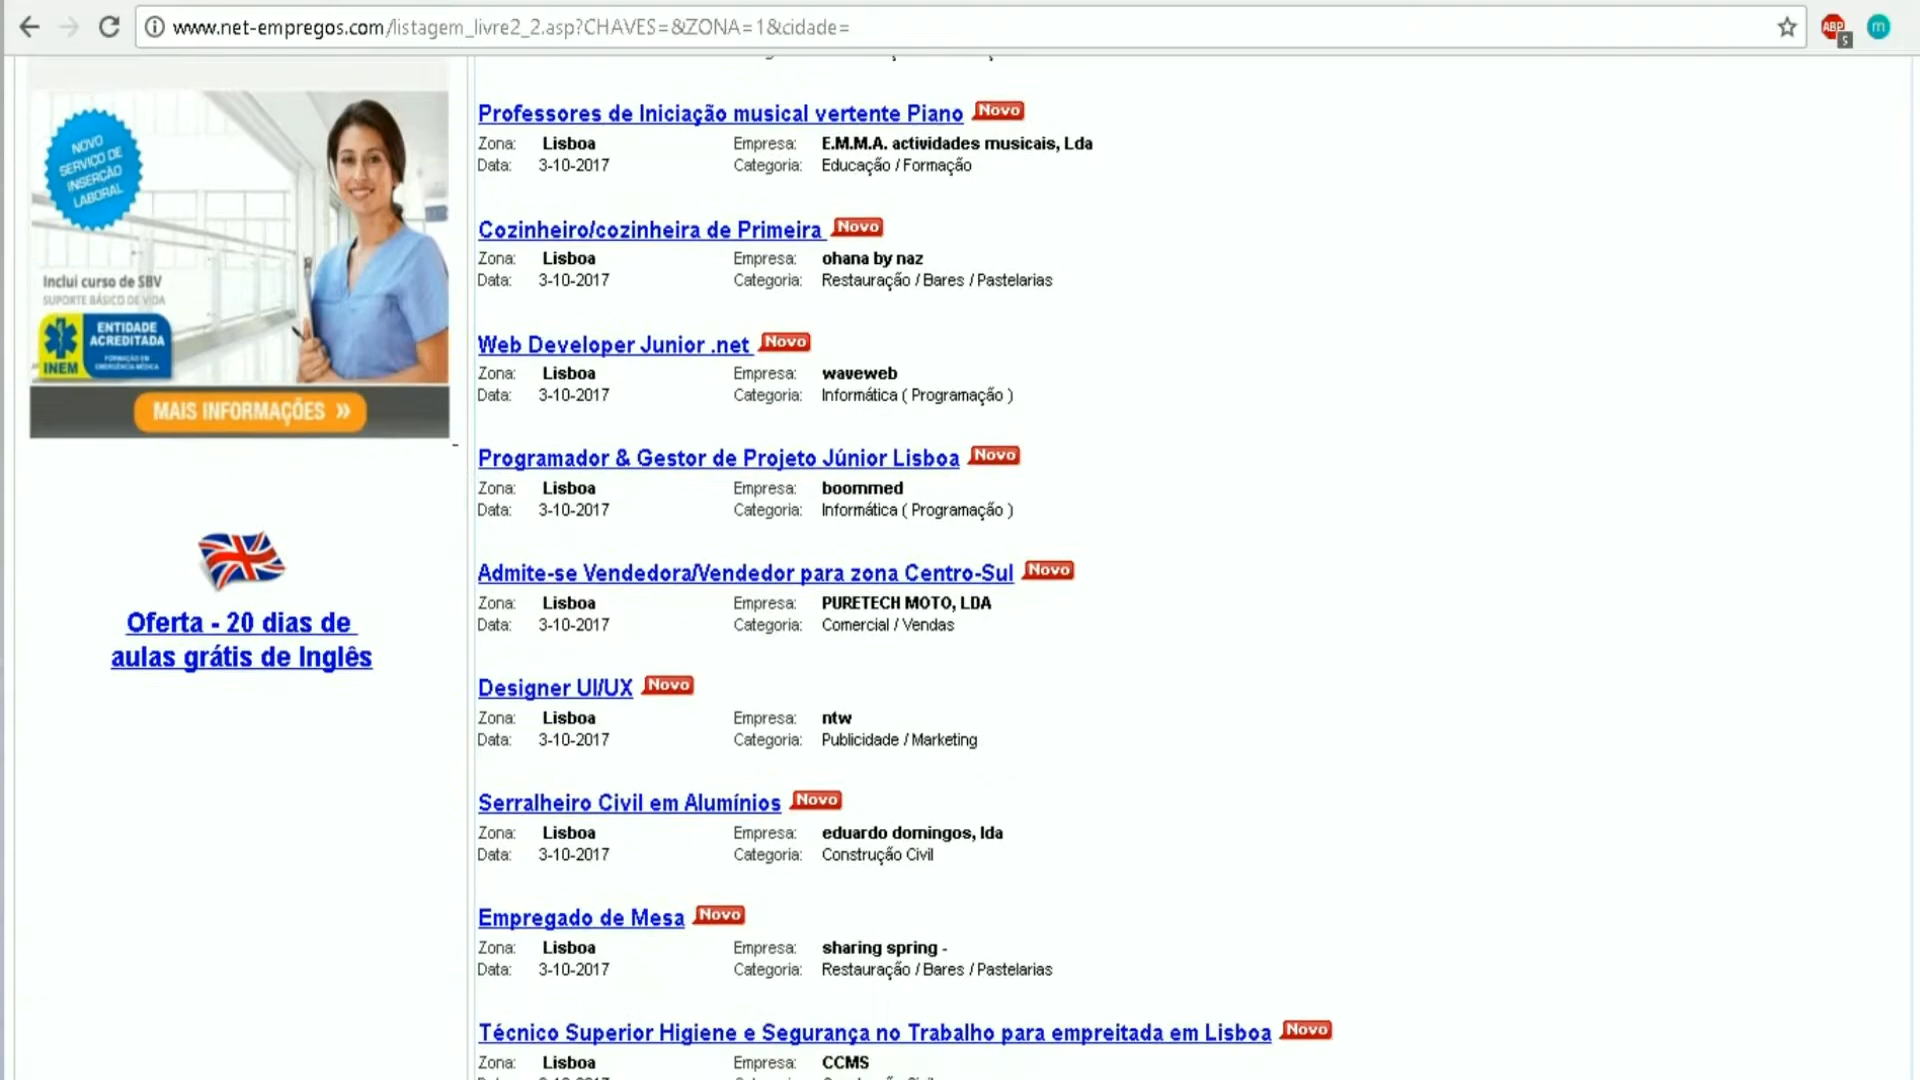 www.net-empregos.com/listagem_livre2_2.asp?CHAVES=&ZONA=1&cidade=
ABP
5
m
NOVO
SERVIÇO DE
INSERÇÃO
LABORAL
Inclui curso de SBV
SUPORTE BÁSICO DE VIDA
ENTIDADE
ACREDITADA
FORMAÇÃO EM
EMERGÊNCIA MÉDICA
INEM
MAIS INFORMAÇÕES »
Oferta - 20 dias de
aulas grátis de Inglês
Professores de Iniciação musical vertente Piano Novo
Zona: Lisboa Empresa: E.M.M.A. actividades musicais, Lda
Data: 3-10-2017 Categoria: Educação / Formação
Cozinheiro/cozinheira de Primeira Novo
Zona: Lisboa Empresa: ohana by naz
Data: 3-10-2017 Categoria: Restauração / Bares / Pastelarias
Web Developer Junior .net Novo
Zona: Lisboa Empresa: waveweb
Data: 3-10-2017 Categoria: Informática ( Programação )
Programador & Gestor de Projeto Júnior Lisboa Novo
Zona: Lisboa Empresa: boommed
Data: 3-10-2017 Categoria: Informática ( Programação )
Admite-se Vendedora/Vendedor para zona Centro-Sul Novo
Zona: Lisboa Empresa: PURETECH MOTO, LDA
Data: 3-10-2017 Categoria: Comercial / Vendas
Designer UI/UX Novo
Zona: Lisboa Empresa: ntw
Data: 3-10-2017 Categoria: Publicidade / Marketing
Serralheiro Civil em Alumínios Novo
Zona: Lisboa Empresa: eduardo domingos, lda
Data: 3-10-2017 Categoria: Construção Civil
Empregado de Mesa Novo
Zona: Lisboa Empresa: sharing spring -
Data: 3-10-2017 Categoria: Restauração / Bares / Pastelarias
Técnico Superior Higiene e Segurança no Trabalho para empreitada em Lisboa Novo
Zona: Lisboa Empresa: CCMS